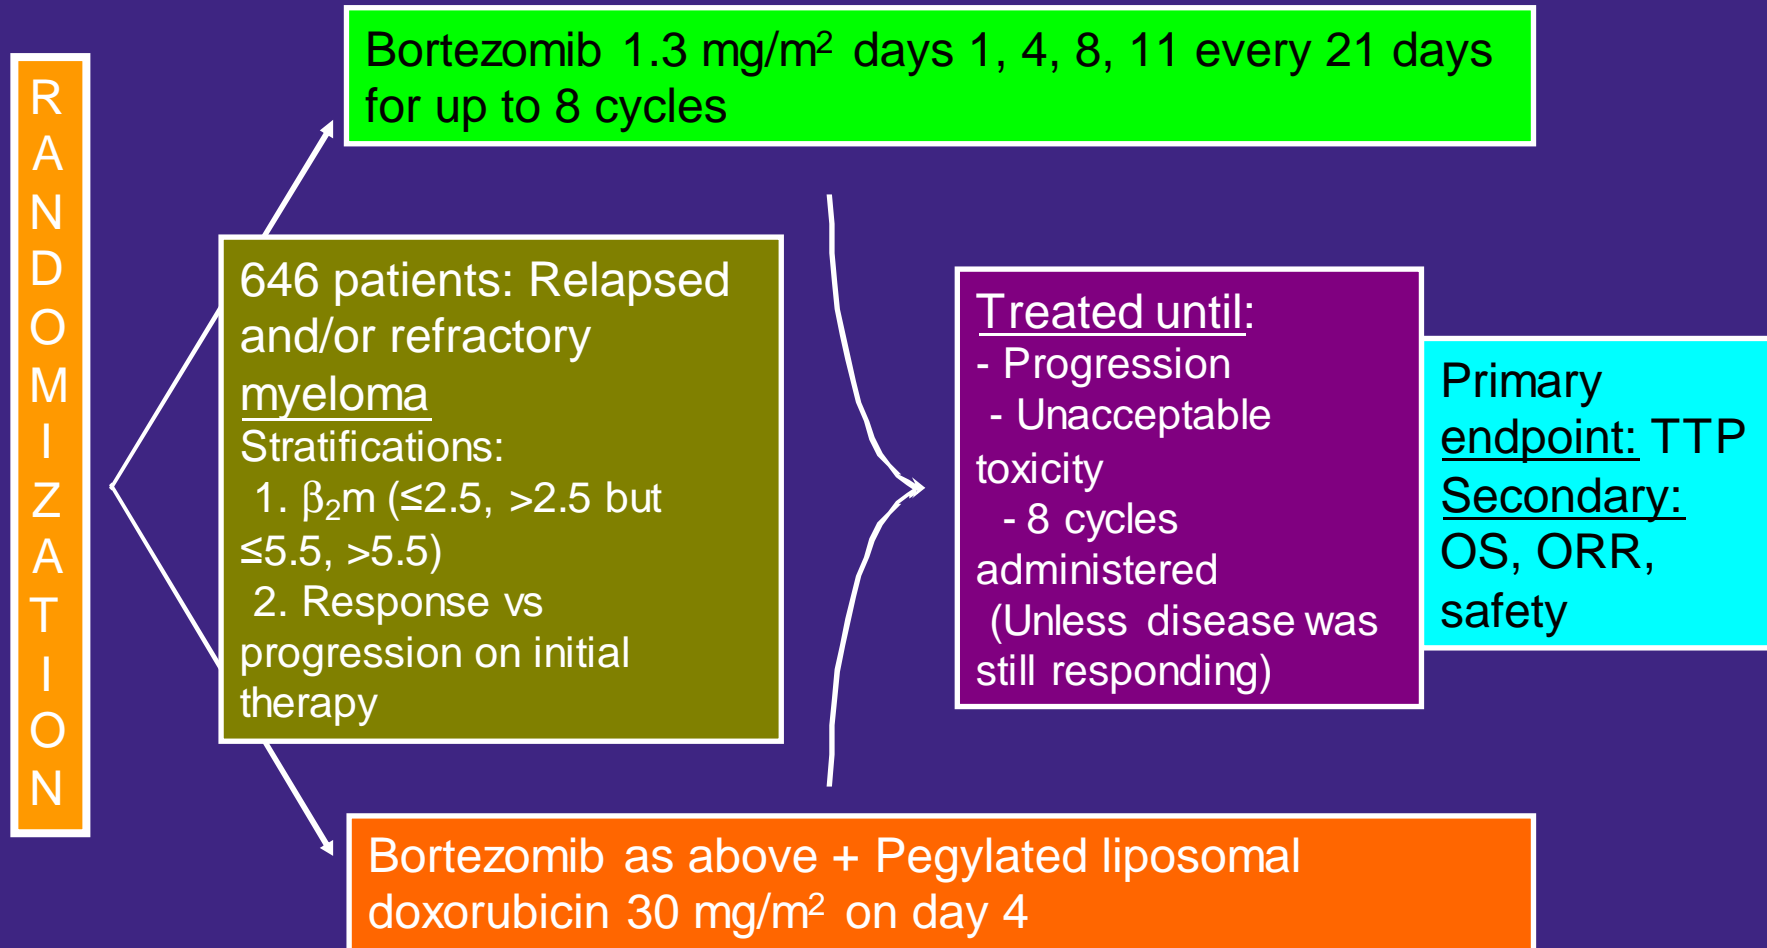 R
A
N
D
O
M
I
Z
A
T
I
O
N
Bortezomib 1.3 mg/m² days 1, 4, 8, 11 every 21 days
for up to 8 cycles
646 patients: Relapsed
and/or refractory
myeloma
Stratifications:
1. β₂m (≤2.5, >2.5 but
≤5.5, >5.5)
2. Response vs
progression on initial
therapy
Treated until:
- Progression
- Unacceptable
toxicity
- 8 cycles
administered
(Unless disease was
still responding)
Primary
endpoint: TTP
Secondary:
OS, ORR,
safety
Bortezomib as above + Pegylated liposomal
doxorubicin 30 mg/m² on day 4